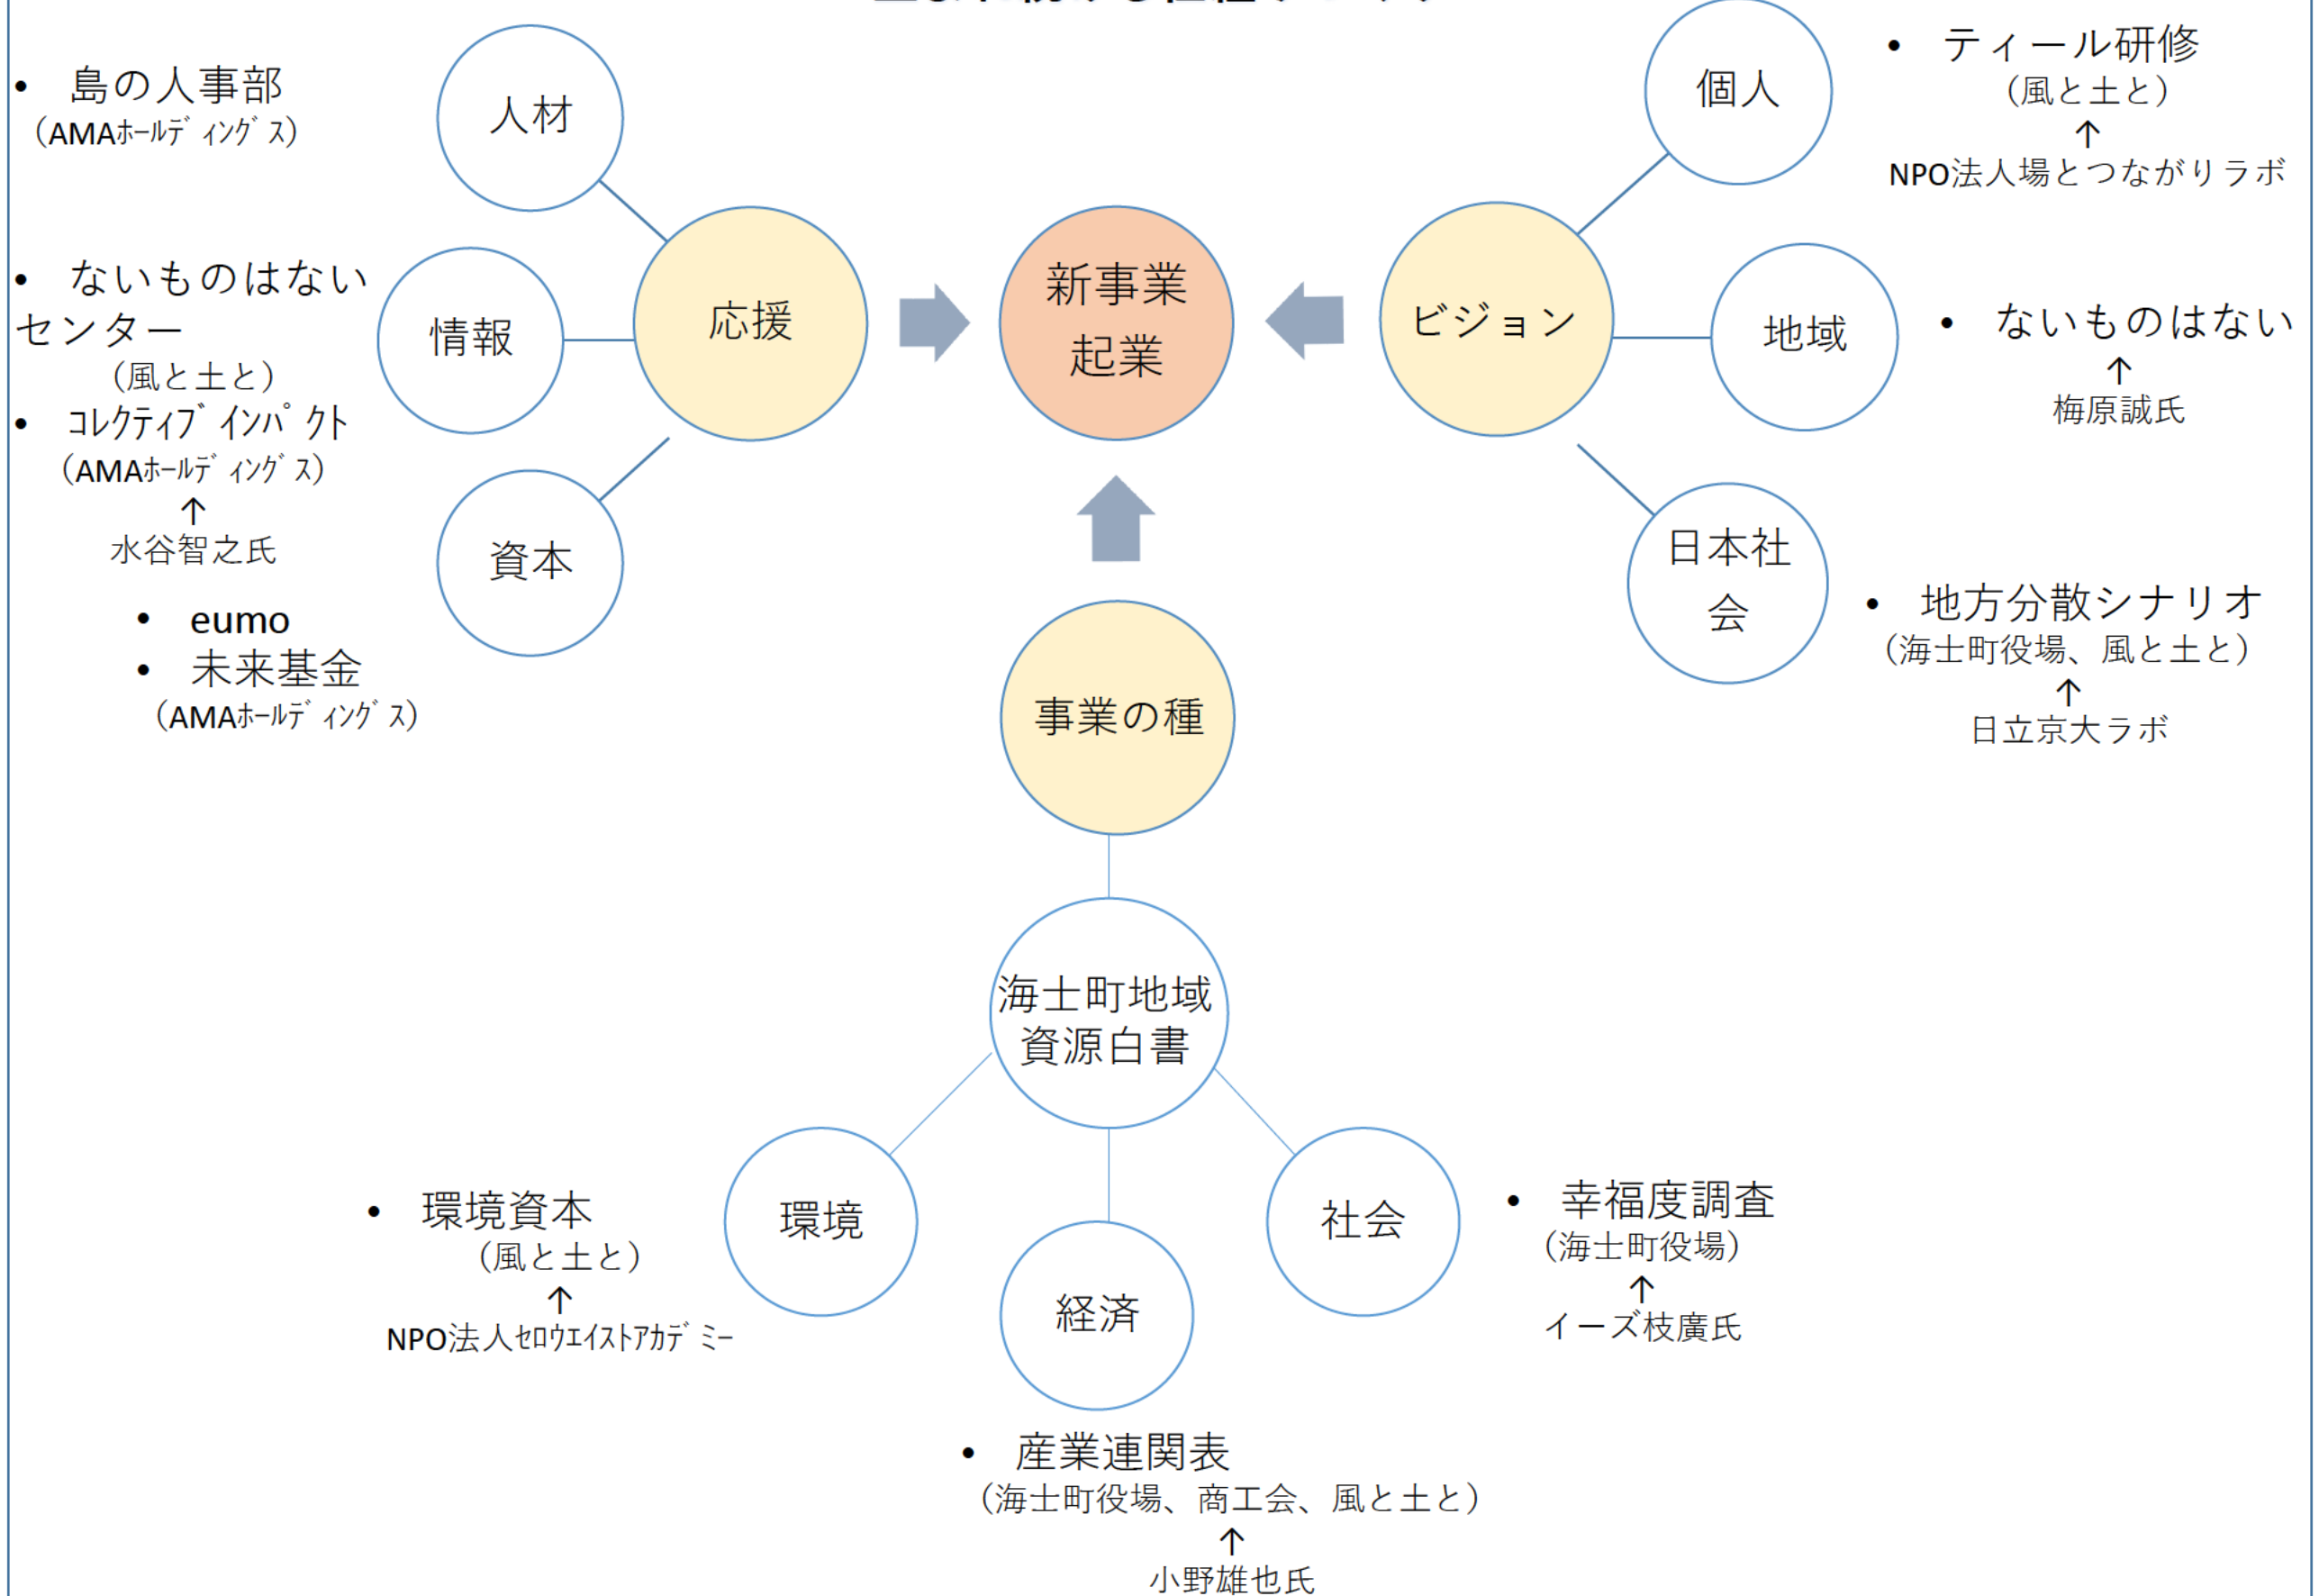 • 島の人事部
（AMAホールディングス）
人材
• ないものはない
センター
（風と土と）
• コレクティブインパクト
（AMAホールディングス）
↑
水谷智之氏
情報
応援
• eumo
• 未来基金
（AMAホールディングス）
資本
新事業
起業
ビジョン
個人
• ティール研修
（風と土と）
↑
NPO法人場とつながりラボ
地域
• ないものはない
↑
梅原誠氏
日本社
会
• 地方分散シナリオ
（海士町役場、風と土と）
↑
日立京大ラボ
事業の種
海士町地域
資源白書
• 環境資本
（風と土と）
↑
NPO法人ゼロウエイストアカデミー
環境
経済
• 産業連関表
（海士町役場、商工会、風と土と）
↑
小野雄也氏
社会
• 幸福度調査
（海士町役場）
↑
イーズ枝廣氏